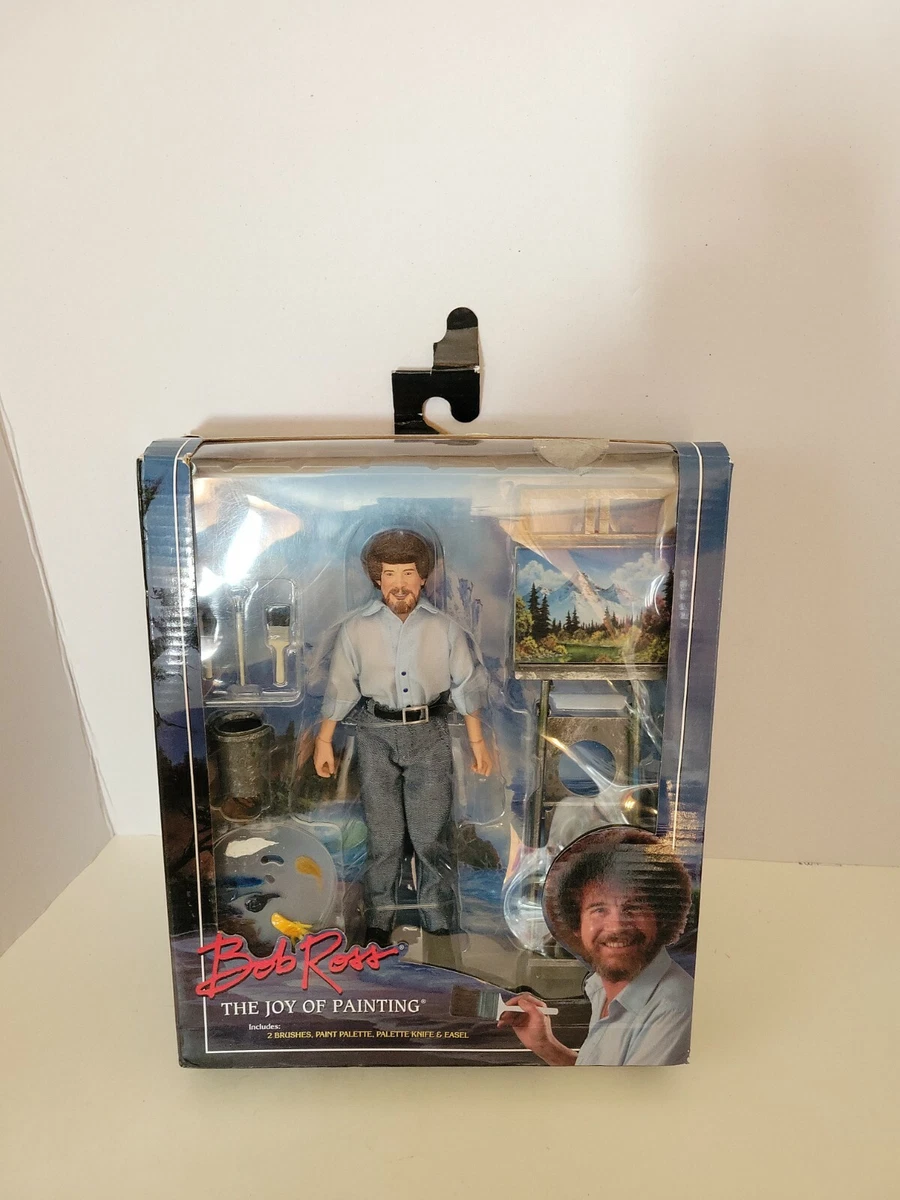 Bob Ross®
THE JOY OF PAINTING®
Includes:
2 BRUSHES, PAINT PALETTE, PALETTE KNIFE & EASEL